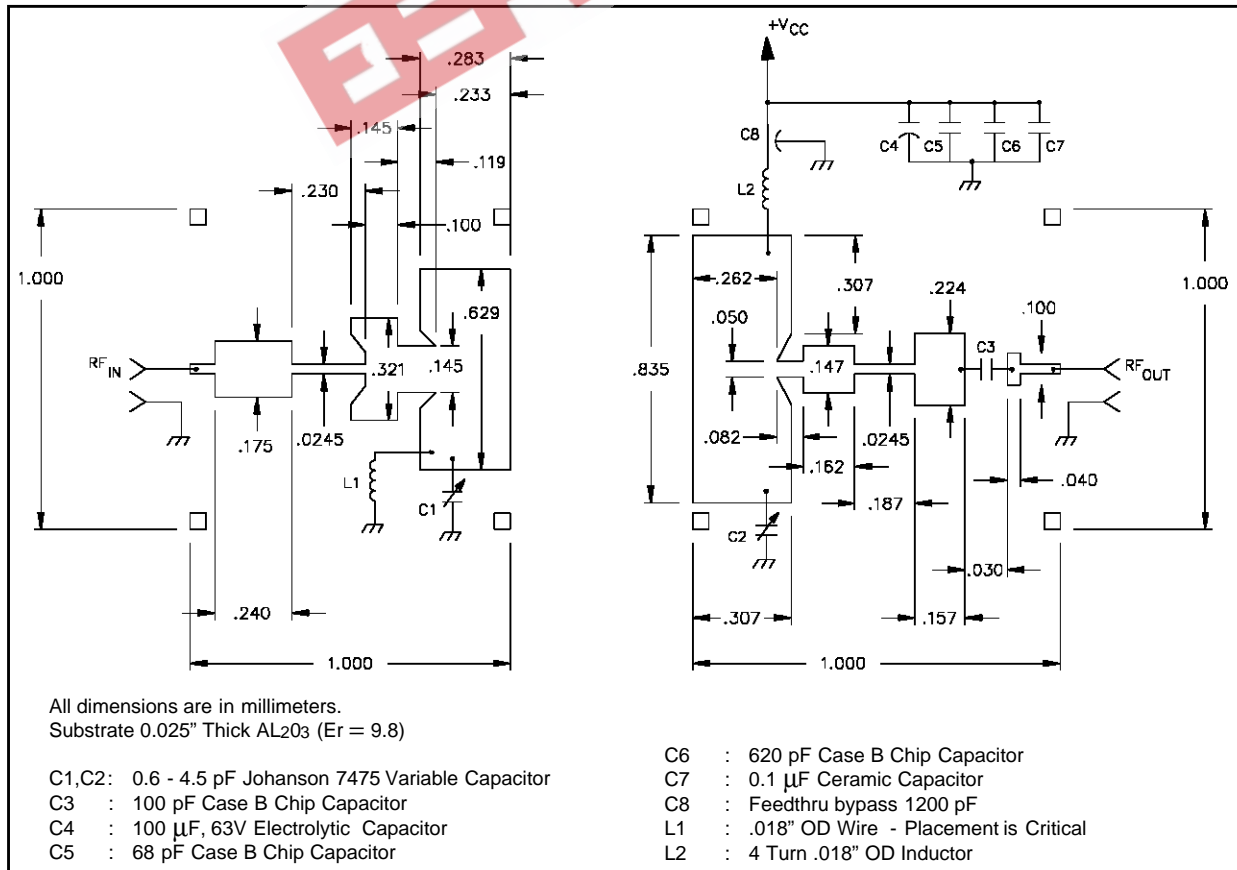 +VCC
.283
.233
.145
.119
.230
.100
1.000
.629
.321
.145
RFIN
.175
.0245
L1
C1
.240
1.000
C8
L2
C4
C5
C6
C7
.262
.307
.224
1.000
.050
.100
.835
.147
C3
RFOUT
.082
.0245
.162
.040
.187
C2
.030
.307
.157
1.000
All dimensions are in millimeters.
Substrate 0.025" Thick AL2O3 (Er = 9.8)
C1,C2: 0.6 - 4.5 pF Johanson 7475 Variable Capacitor
C3 : 100 pF Case B Chip Capacitor
C4 : 100 µF, 63V Electrolytic Capacitor
C5 : 68 pF Case B Chip Capacitor
C6 : 620 pF Case B Chip Capacitor
C7 : 0.1 µF Ceramic Capacitor
C8 : Feedthru bypass 1200 pF
L1 : .018" OD Wire - Placement is Critical
L2 : 4 Turn .018" OD Inductor